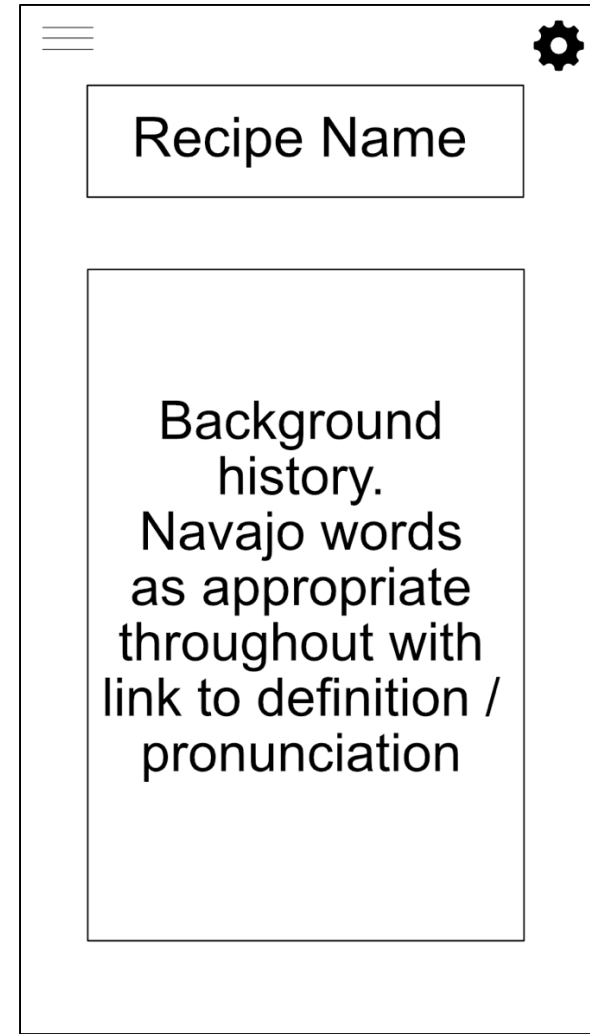 Recipe Name
Background
history.
Navajo words
as appropriate
throughout with
link to definition /
pronunciation